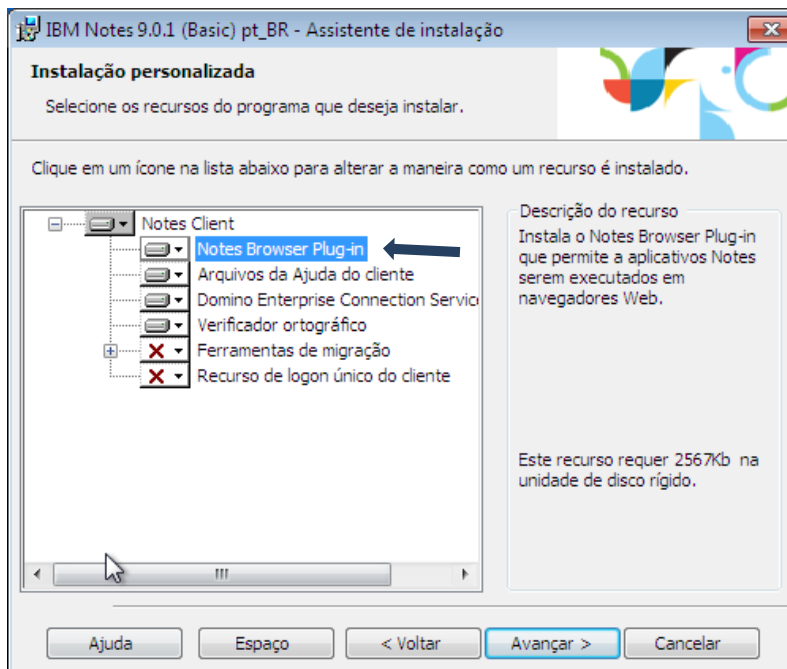 IBM Notes 9.0.1 (Basic) pt_BR - Assistente de instalação
Instalação personalizada
Selecione os recursos do programa que deseja instalar.
Clique em um ícone na lista abaixo para alterar a maneira como um recurso é instalado.
Notes Client
Notes Browser Plug-in
Arquivos da Ajuda do cliente
Domino Enterprise Connection Servic
Verificador ortográfico
Ferramentas de migração
Recurso de logon único do cliente
Descrição do recurso
Instala o Notes Browser Plug-in
que permite a aplicativos Notes
serem executados em
navegadores Web.
Este recurso requer 2567Kb na
unidade de disco rígido.
Ajuda
Espaço
< Voltar
Avançar >
Cancelar